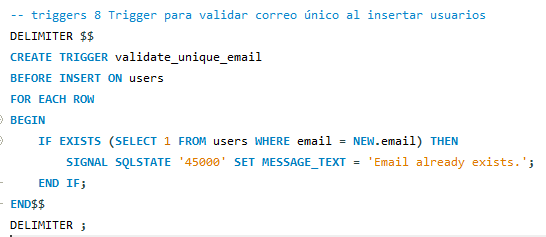 -- triggers 8 Trigger para validar correo único al insertar usuarios
DELIMITER $$
CREATE TRIGGER validate_unique_email
BEFORE INSERT ON users
FOR EACH ROW
BEGIN
    IF EXISTS (SELECT 1 FROM users WHERE email = NEW.email) THEN
        SIGNAL SQLSTATE '45000' SET MESSAGE_TEXT = 'Email already exists.';
    END IF;
END$$
DELIMITER ;